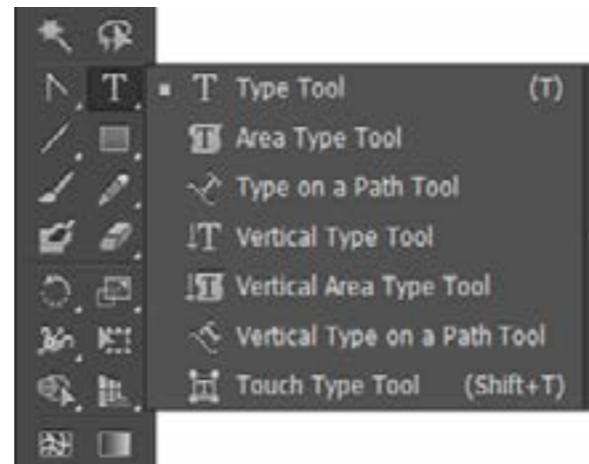 Type Tool (T)
Area Type Tool
Type on a Path Tool
Vertical Type Tool
Vertical Area Type Tool
Vertical Type on a Path Tool
Touch Type Tool (Shift+T)